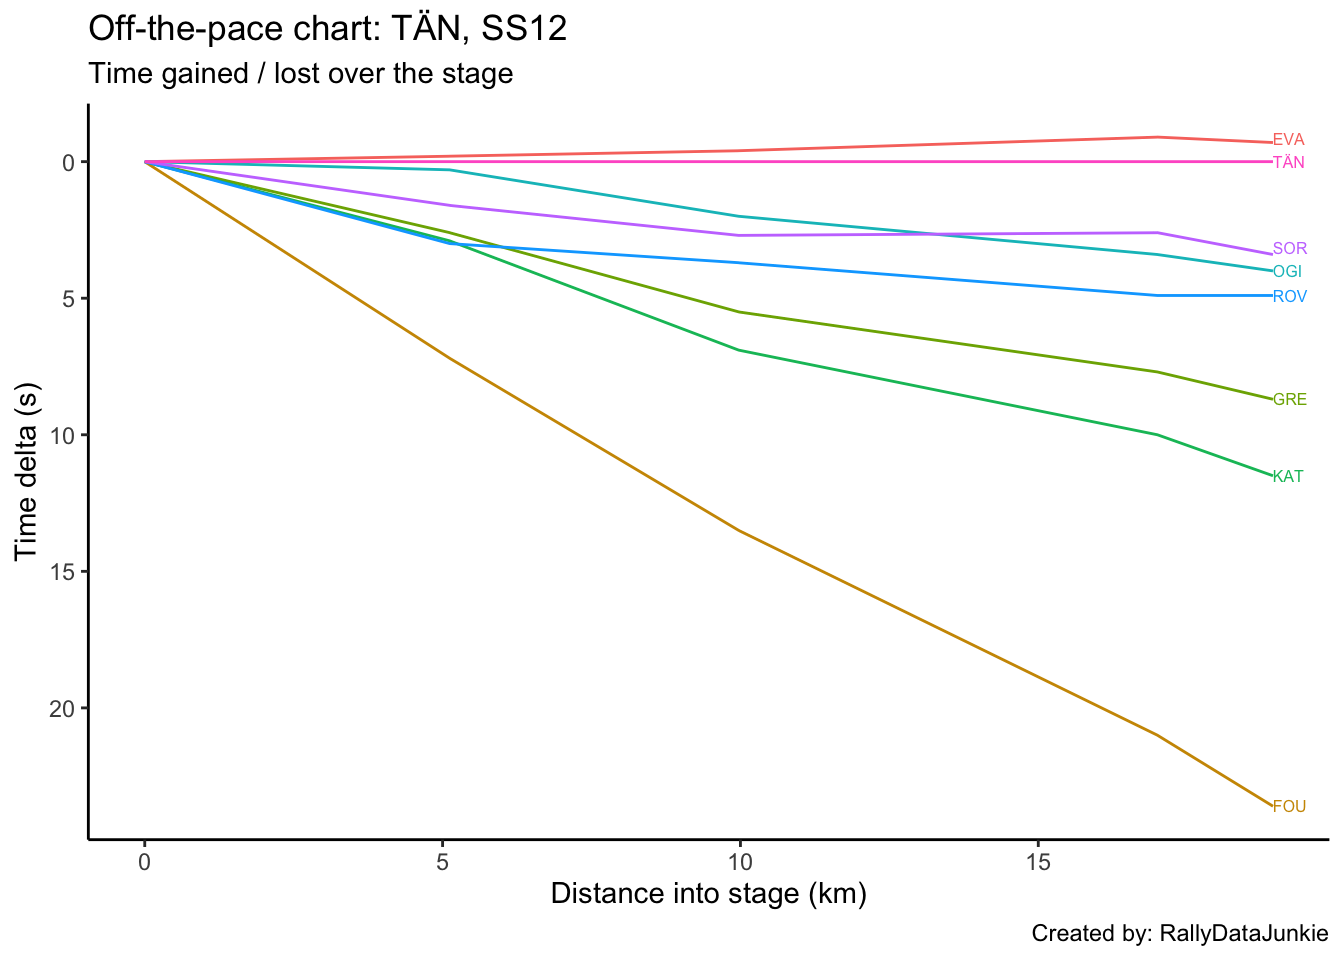 Off-the-pace chart: TÄN, SS12
Time gained / lost over the stage
EVA
0
TÄN
SOR
OGI
5
ROV
GRE
10
KAT
15
20
FOU
Time delta (s)
0 5 10 15
Distance into stage (km)
Created by: RallyDataJunkie